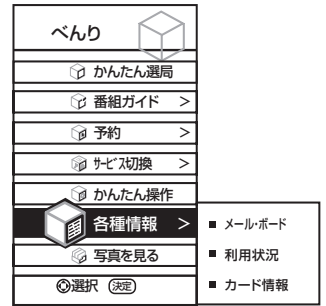 べんり
かんたん選局
番組ガイド >
予約 >
サービス切換 >
かんたん操作
各種情報 >
写真を見る
選択 決定
■ メール・ボード
■ 利用状況
■ カード情報